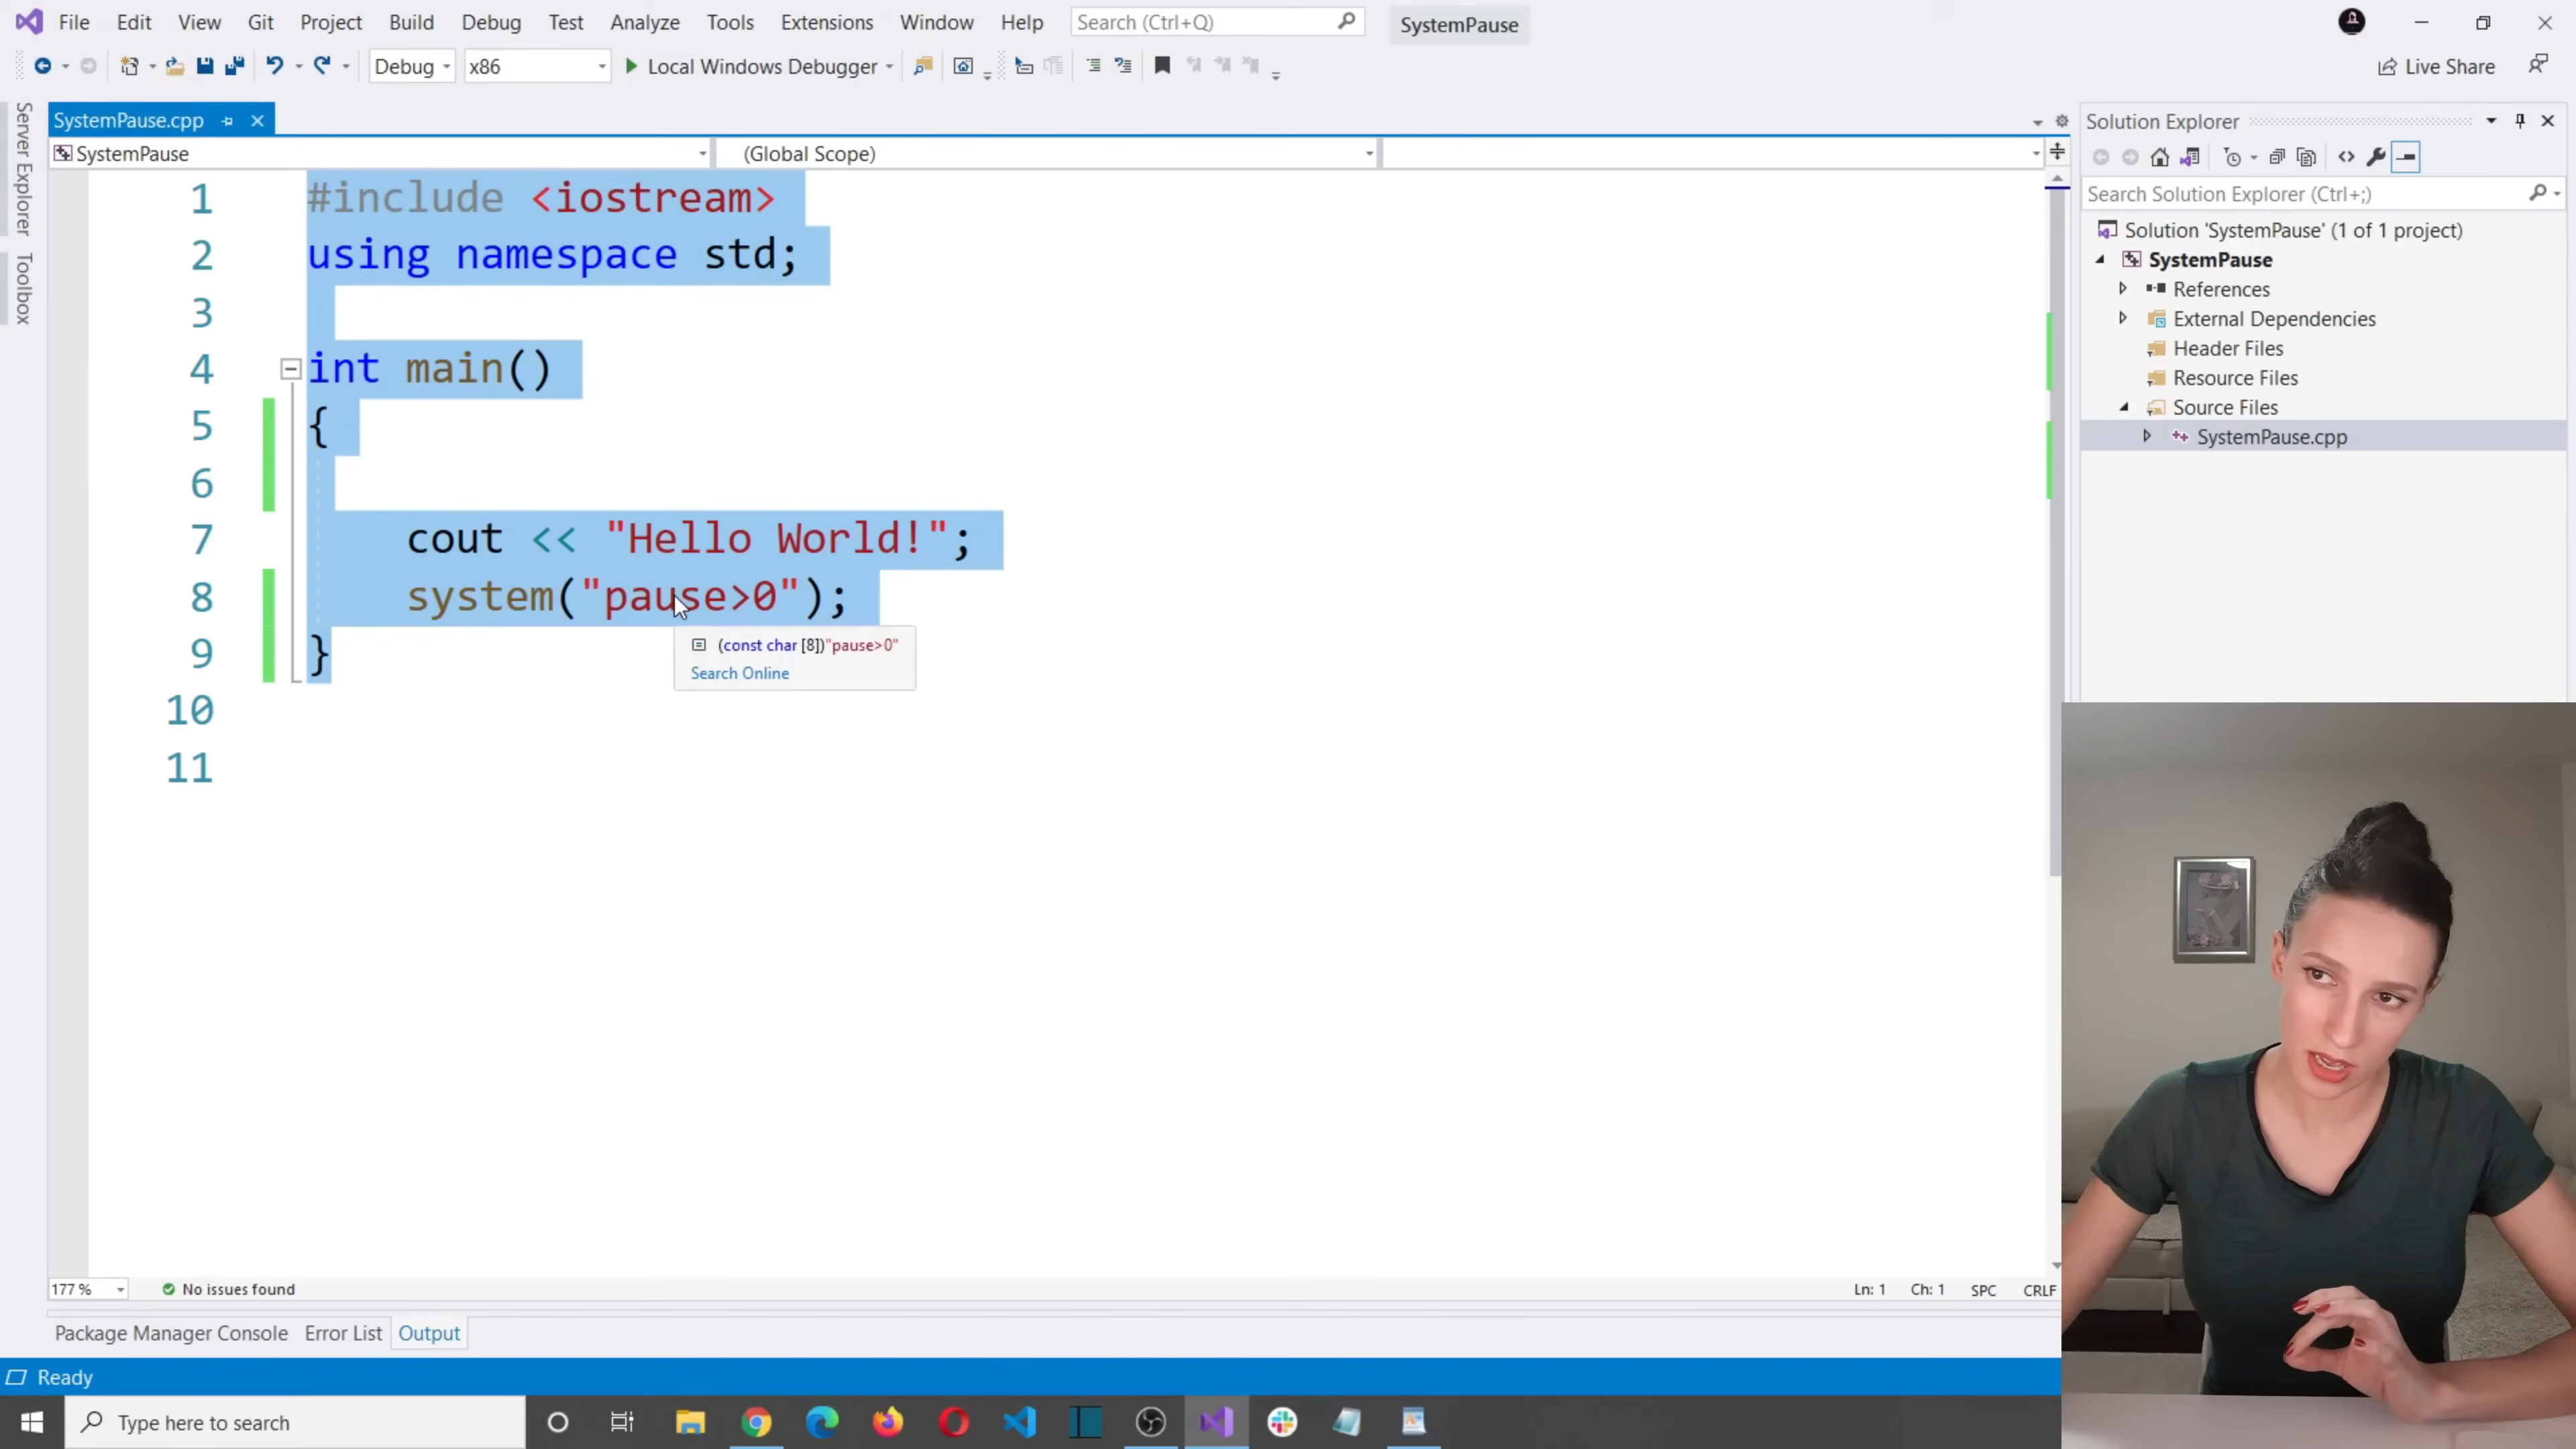 File Edit View Git Project Build Debug Test Analyze Tools Extensions Window Help Search (Ctrl+Q) SystemPause
Debug x86 Local Windows Debugger Live Share
Server Explorer
Toolbox
SystemPause.cpp
SystemPause (Global Scope)
1 #include <iostream>
2 using namespace std;
3
4 int main()
5 {
6
7 cout << "Hello World!";
8 system("pause>0");
9 }
10
11
(const char [8])"pause>0"
Search Online
Solution Explorer
Search Solution Explorer (Ctrl+;)
Solution 'SystemPause' (1 of 1 project)
SystemPause
References
External Dependencies
Header Files
Resource Files
Source Files
SystemPause.cpp
177 % No issues found Ln: 1 Ch: 1 SPC CRLF
Package Manager Console Error List Output
Ready
Type here to search